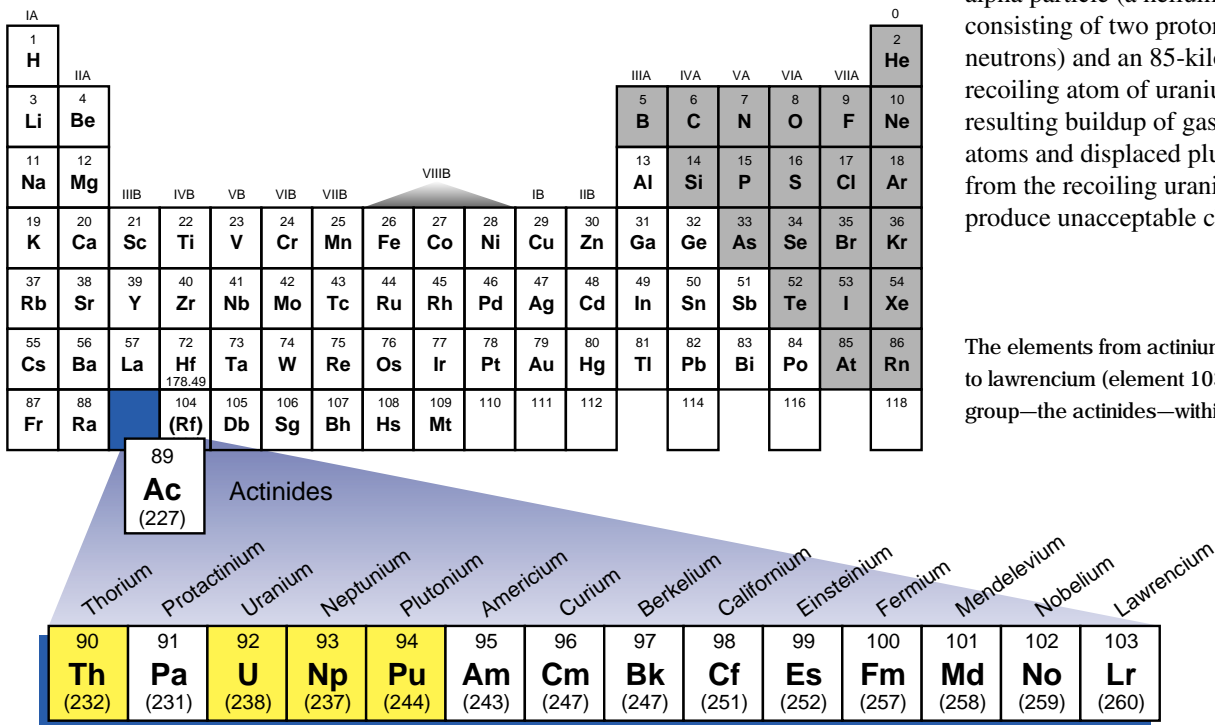 IA
0
1
2
H
He
IIA
IIIA IVA VA VIA VIIA
3 4 5 6 7 8 9 10
Li Be B C N O F Ne
11 12 13 14 15 16 17 18
Na Mg Al Si P S Cl Ar
IIIB IVB VB VIB VIIB VIIIB IB IIB
19 20 21 22 23 24 25 26 27 28 29 30 31 32 33 34 35 36
K Ca Sc Ti V Cr Mn Fe Co Ni Cu Zn Ga Ge As Se Br Kr
37 38 39 40 41 42 43 44 45 46 47 48 49 50 51 52 53 54
Rb Sr Y Zr Nb Mo Tc Ru Rh Pd Ag Cd In Sn Sb Te I Xe
55 56 57 72 73 74 75 76 77 78 79 80 81 82 83 84 85 86
Cs Ba La Hf Ta W Re Os Ir Pt Au Hg Tl Pb Bi Po At Rn
178.49
87 88 104 105 106 107 108 109 110 111 112 114 116 118
Fr Ra (Rf) Db Sg Bh Hs Mt
89
Ac
(227)
Actinides
Thorium Protactinium Uranium Neptunium Plutonium Americium Curium Berkelium Californium Einsteinium Fermium Mendelevium Nobelium Lawrencium
90 91 92 93 94 95 96 97 98 99 100 101 102 103
Th Pa U Np Pu Am Cm Bk Cf Es Fm Md No Lr
(232) (231) (238) (237) (244) (243) (247) (247) (251) (252) (257) (258) (259) (260)
alpha particle (a helium
consisting of two proton
neutrons) and an 85-kil
recoiling atom of uraniu
resulting buildup of gas
atoms and displaced plu
from the recoiling urani
produce unacceptable c
The elements from actinium
to lawrencium (element 10
group—the actinides—withi